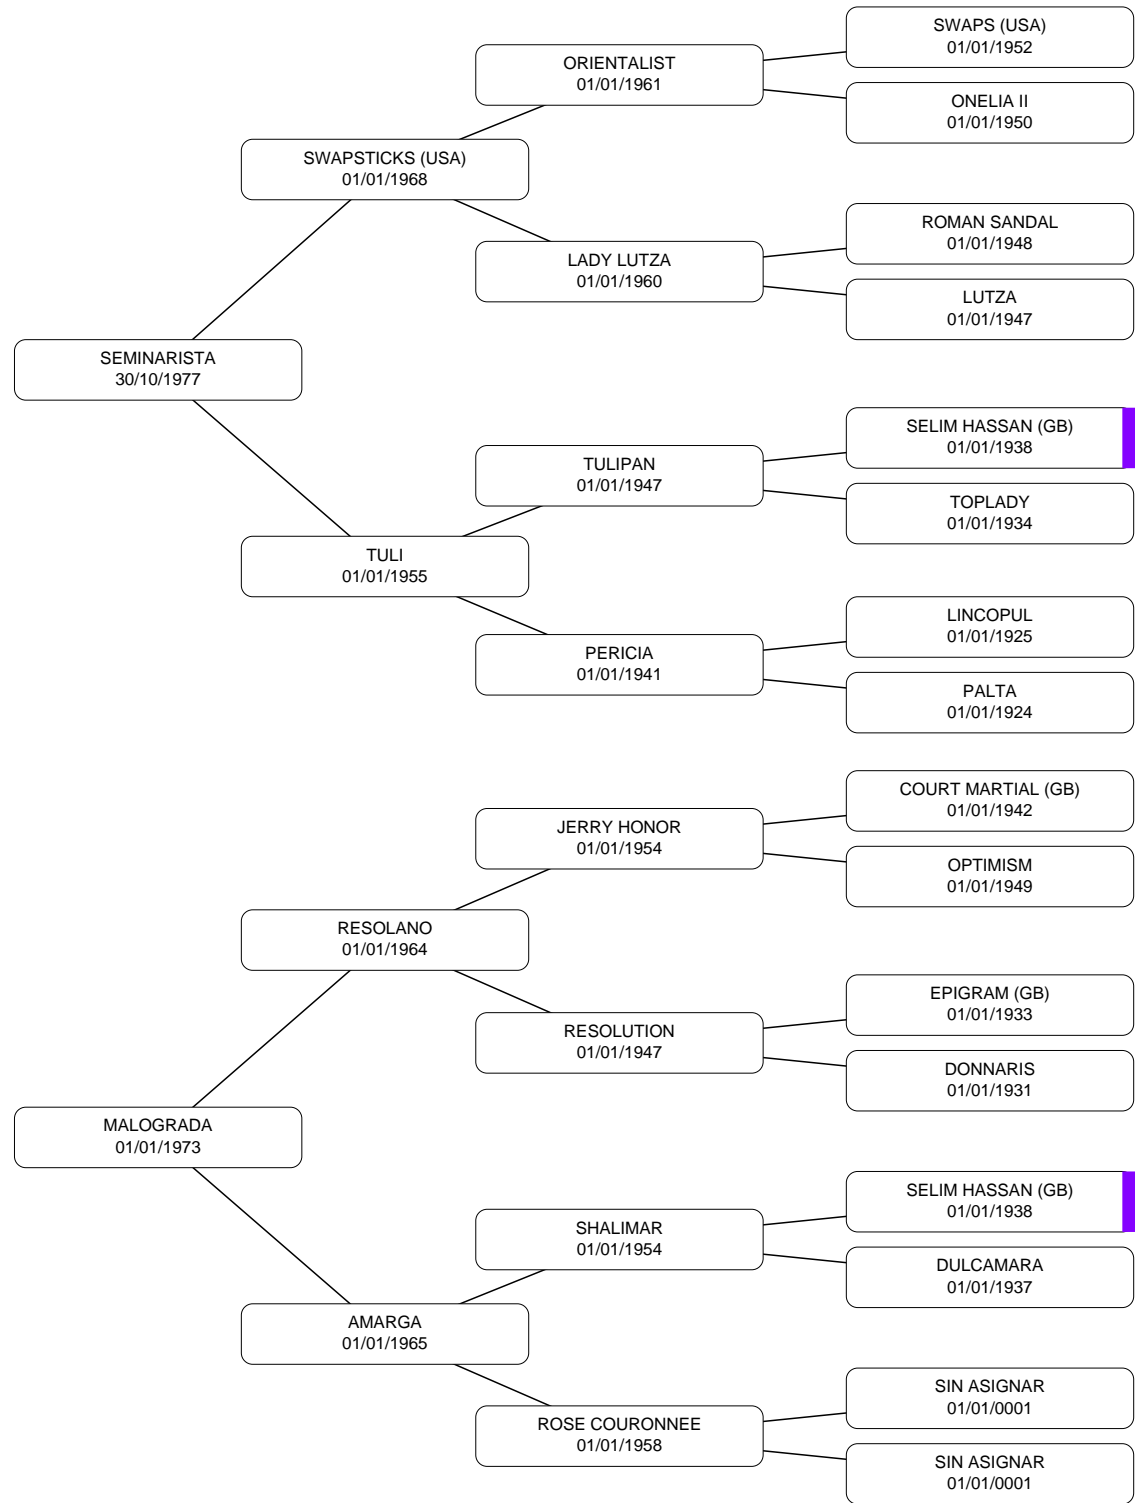 SWAPS (USA)
01/01/1952
ORIENTALIST
01/01/1961
ONELIA II
01/01/1950
SWAPSTICKS (USA)
01/01/1968
ROMAN SANDAL
01/01/1948
LADY LUTZA
01/01/1960
LUTZA
01/01/1947
SEMINARISTA
30/10/1977
SELIM HASSAN (GB)
01/01/1938
TULIPAN
01/01/1947
TOPLADY
01/01/1934
TULI
01/01/1955
LINCOPUL
01/01/1925
PERICIA
01/01/1941
PALTA
01/01/1924
COURT MARTIAL (GB)
01/01/1942
JERRY HONOR
01/01/1954
OPTIMISM
01/01/1949
RESOLANO
01/01/1964
EPIGRAM (GB)
01/01/1933
RESOLUTION
01/01/1947
DONNARIS
01/01/1931
MALOGRADA
01/01/1973
SELIM HASSAN (GB)
01/01/1938
SHALIMAR
01/01/1954
DULCAMARA
01/01/1937
AMARGA
01/01/1965
SIN ASIGNAR
01/01/0001
ROSE COURONNEE
01/01/1958
SIN ASIGNAR
01/01/0001